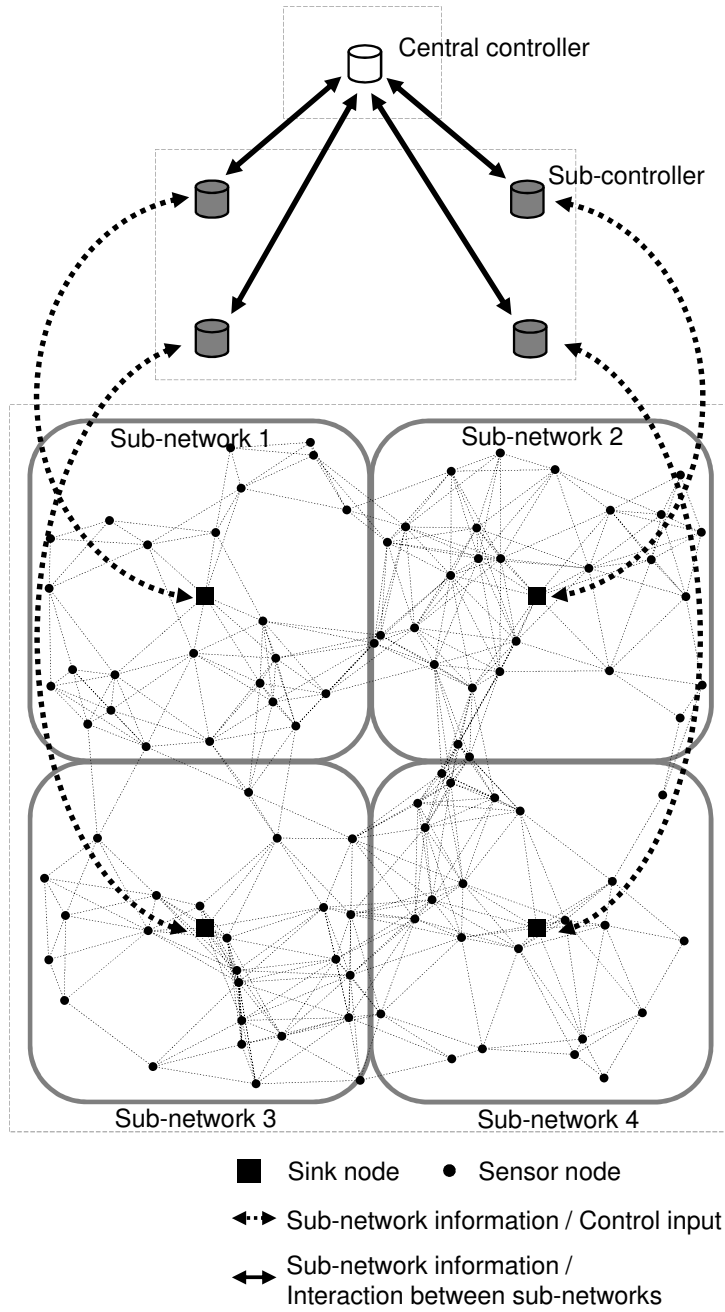 Central controller
Sub-controller
Sub-network 1
Sub-network 2
Sub-network 3
Sub-network 4
Sink node
Sensor node
Sub-network information / Control input
Sub-network information /
Interaction between sub-networks